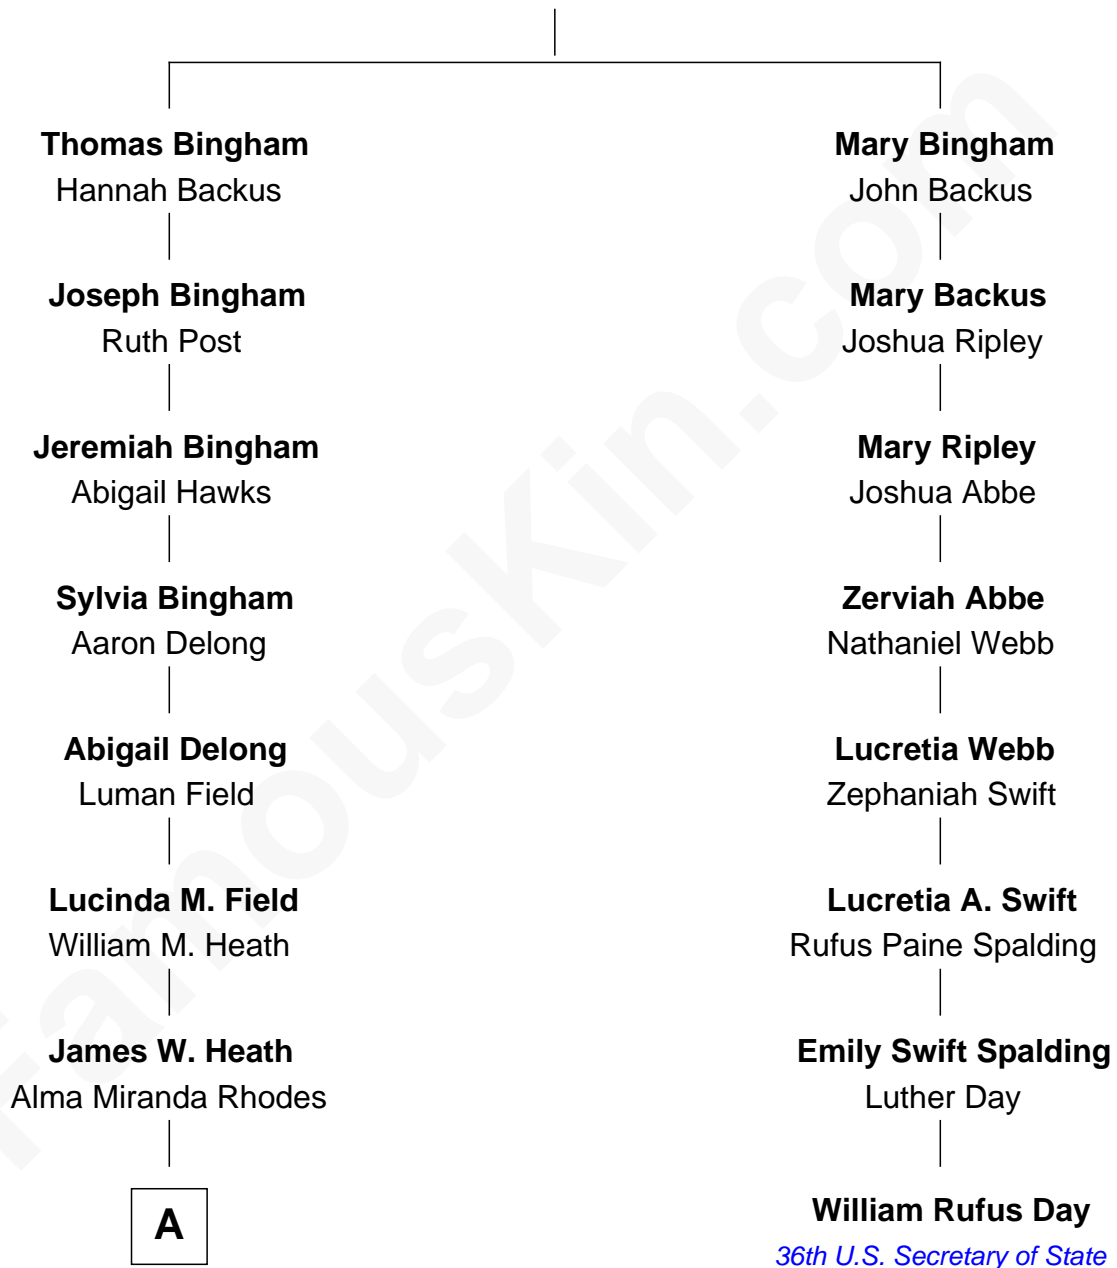 Thomas Bingham
Hannah Backus
Mary Bingham
John Backus
Joseph Bingham
Ruth Post
Mary Backus
Joshua Ripley
Jeremiah Bingham
Abigail Hawks
Mary Ripley
Joshua Abbe
Sylvia Bingham
Aaron Delong
Zerviah Abbe
Nathaniel Webb
Abigail Delong
Luman Field
Lucretia Webb
Zephaniah Swift
Lucinda M. Field
William M. Heath
Lucretia A. Swift
Rufus Paine Spalding
James W. Heath
Alma Miranda Rhodes
Emily Swift Spalding
Luther Day
A
William Rufus Day
36th U.S. Secretary of State
FamousKin.com